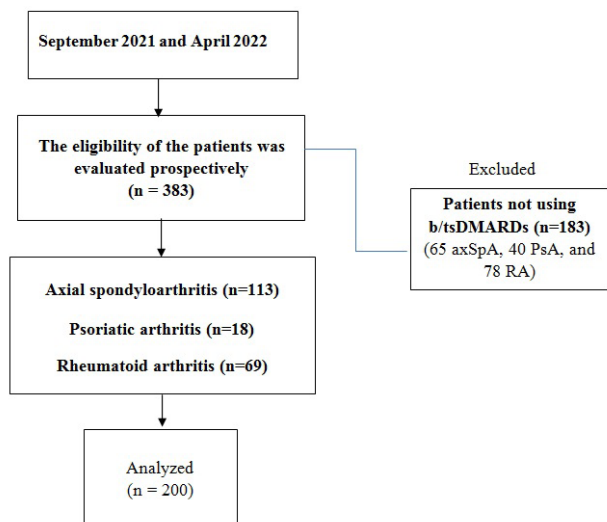 September 2021 and April 2022
The eligibility of the patients was
evaluated prospectively
(n = 383)
Excluded
Patients not using
b/tsDMARDs (n=183)
(65 axSpA, 40 PsA, and
78 RA)
Axial spondyloarthritis (n=113)
Psoriatic arthritis (n=18)
Rheumatoid arthritis (n=69)
Analyzed
(n = 200)